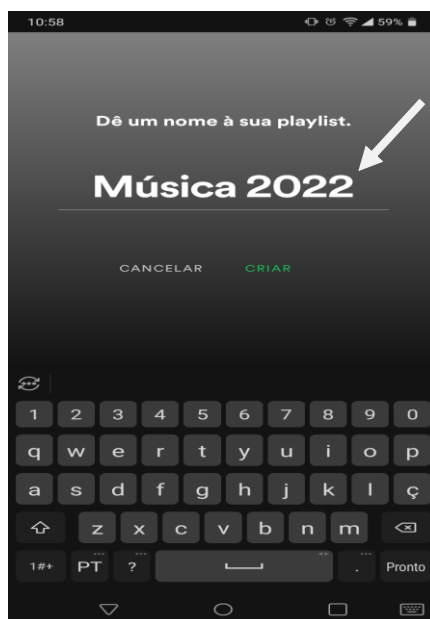 10:58 59%
Dê um nome à sua playlist.
Música 2022
CANCELAR CRIAR
1 2 3 4 5 6 7 8 9 0
q w e r t y u i o p
a s d f g h j k l ç
z x c v b n m
1#+ PT ? . Pronto